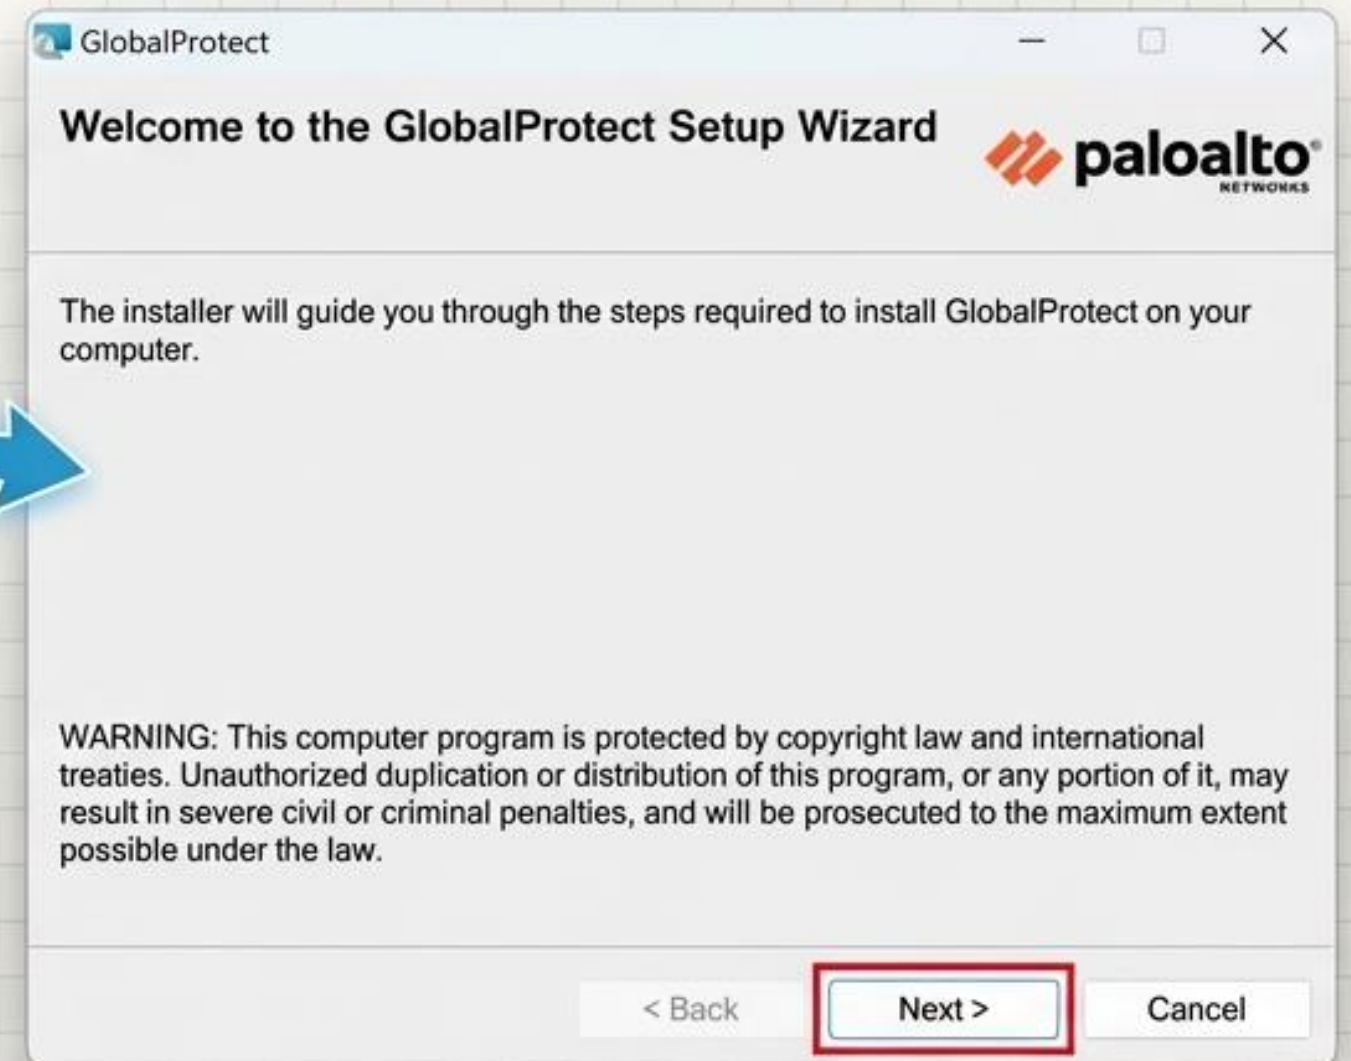 GlobalProtect
Welcome to the GlobalProtect Setup Wizard
paloalto®
NETWORKS
The installer will guide you through the steps required to install GlobalProtect on your
computer.
WARNING: This computer program is protected by copyright law and international
treaties. Unauthorized duplication or distribution of this program, or any portion of it, may
result in severe civil or criminal penalties, and will be prosecuted to the maximum extent
possible under the law.
< Back Next > Cancel